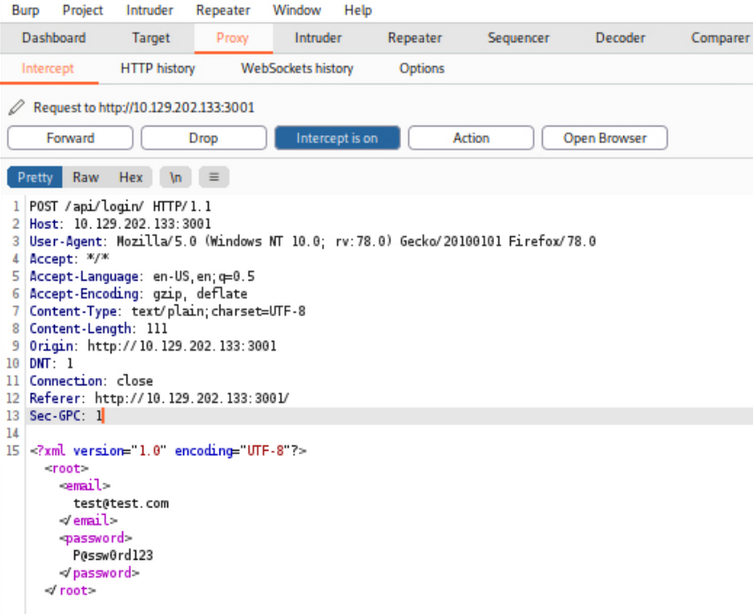 Burp Project Intruder Repeater Window Help
Dashboard Target Proxy Intruder Repeater Sequencer Decoder Comparer
Intercept HTTP history WebSockets history Options
Request to http://10.129.202.133:3001
Forward Drop Intercept is on Action Open Browser
Pretty Raw Hex \n ≡
1 POST /api/login/ HTTP/1.1
2 Host: 10.129.202.133:3001
3 User-Agent: Mozilla/5.0 (Windows NT 10.0; rv:78.0) Gecko/20100101 Firefox/78.0
4 Accept: */*
5 Accept-Language: en-US,en;q=0.5
6 Accept-Encoding: gzip, deflate
7 Content-Type: text/plain;charset=UTF-8
8 Content-Length: 111
9 Origin: http://10.129.202.133:3001
10 DNT: 1
11 Connection: close
12 Referer: http://10.129.202.133:3001/
13 Sec-GPC: 1
14
15 <?xml version="1.0" encoding="UTF-8"?>
<root>
<email>
test@test.com
</email>
<password>
P@ssw0rd123
</password>
</root>